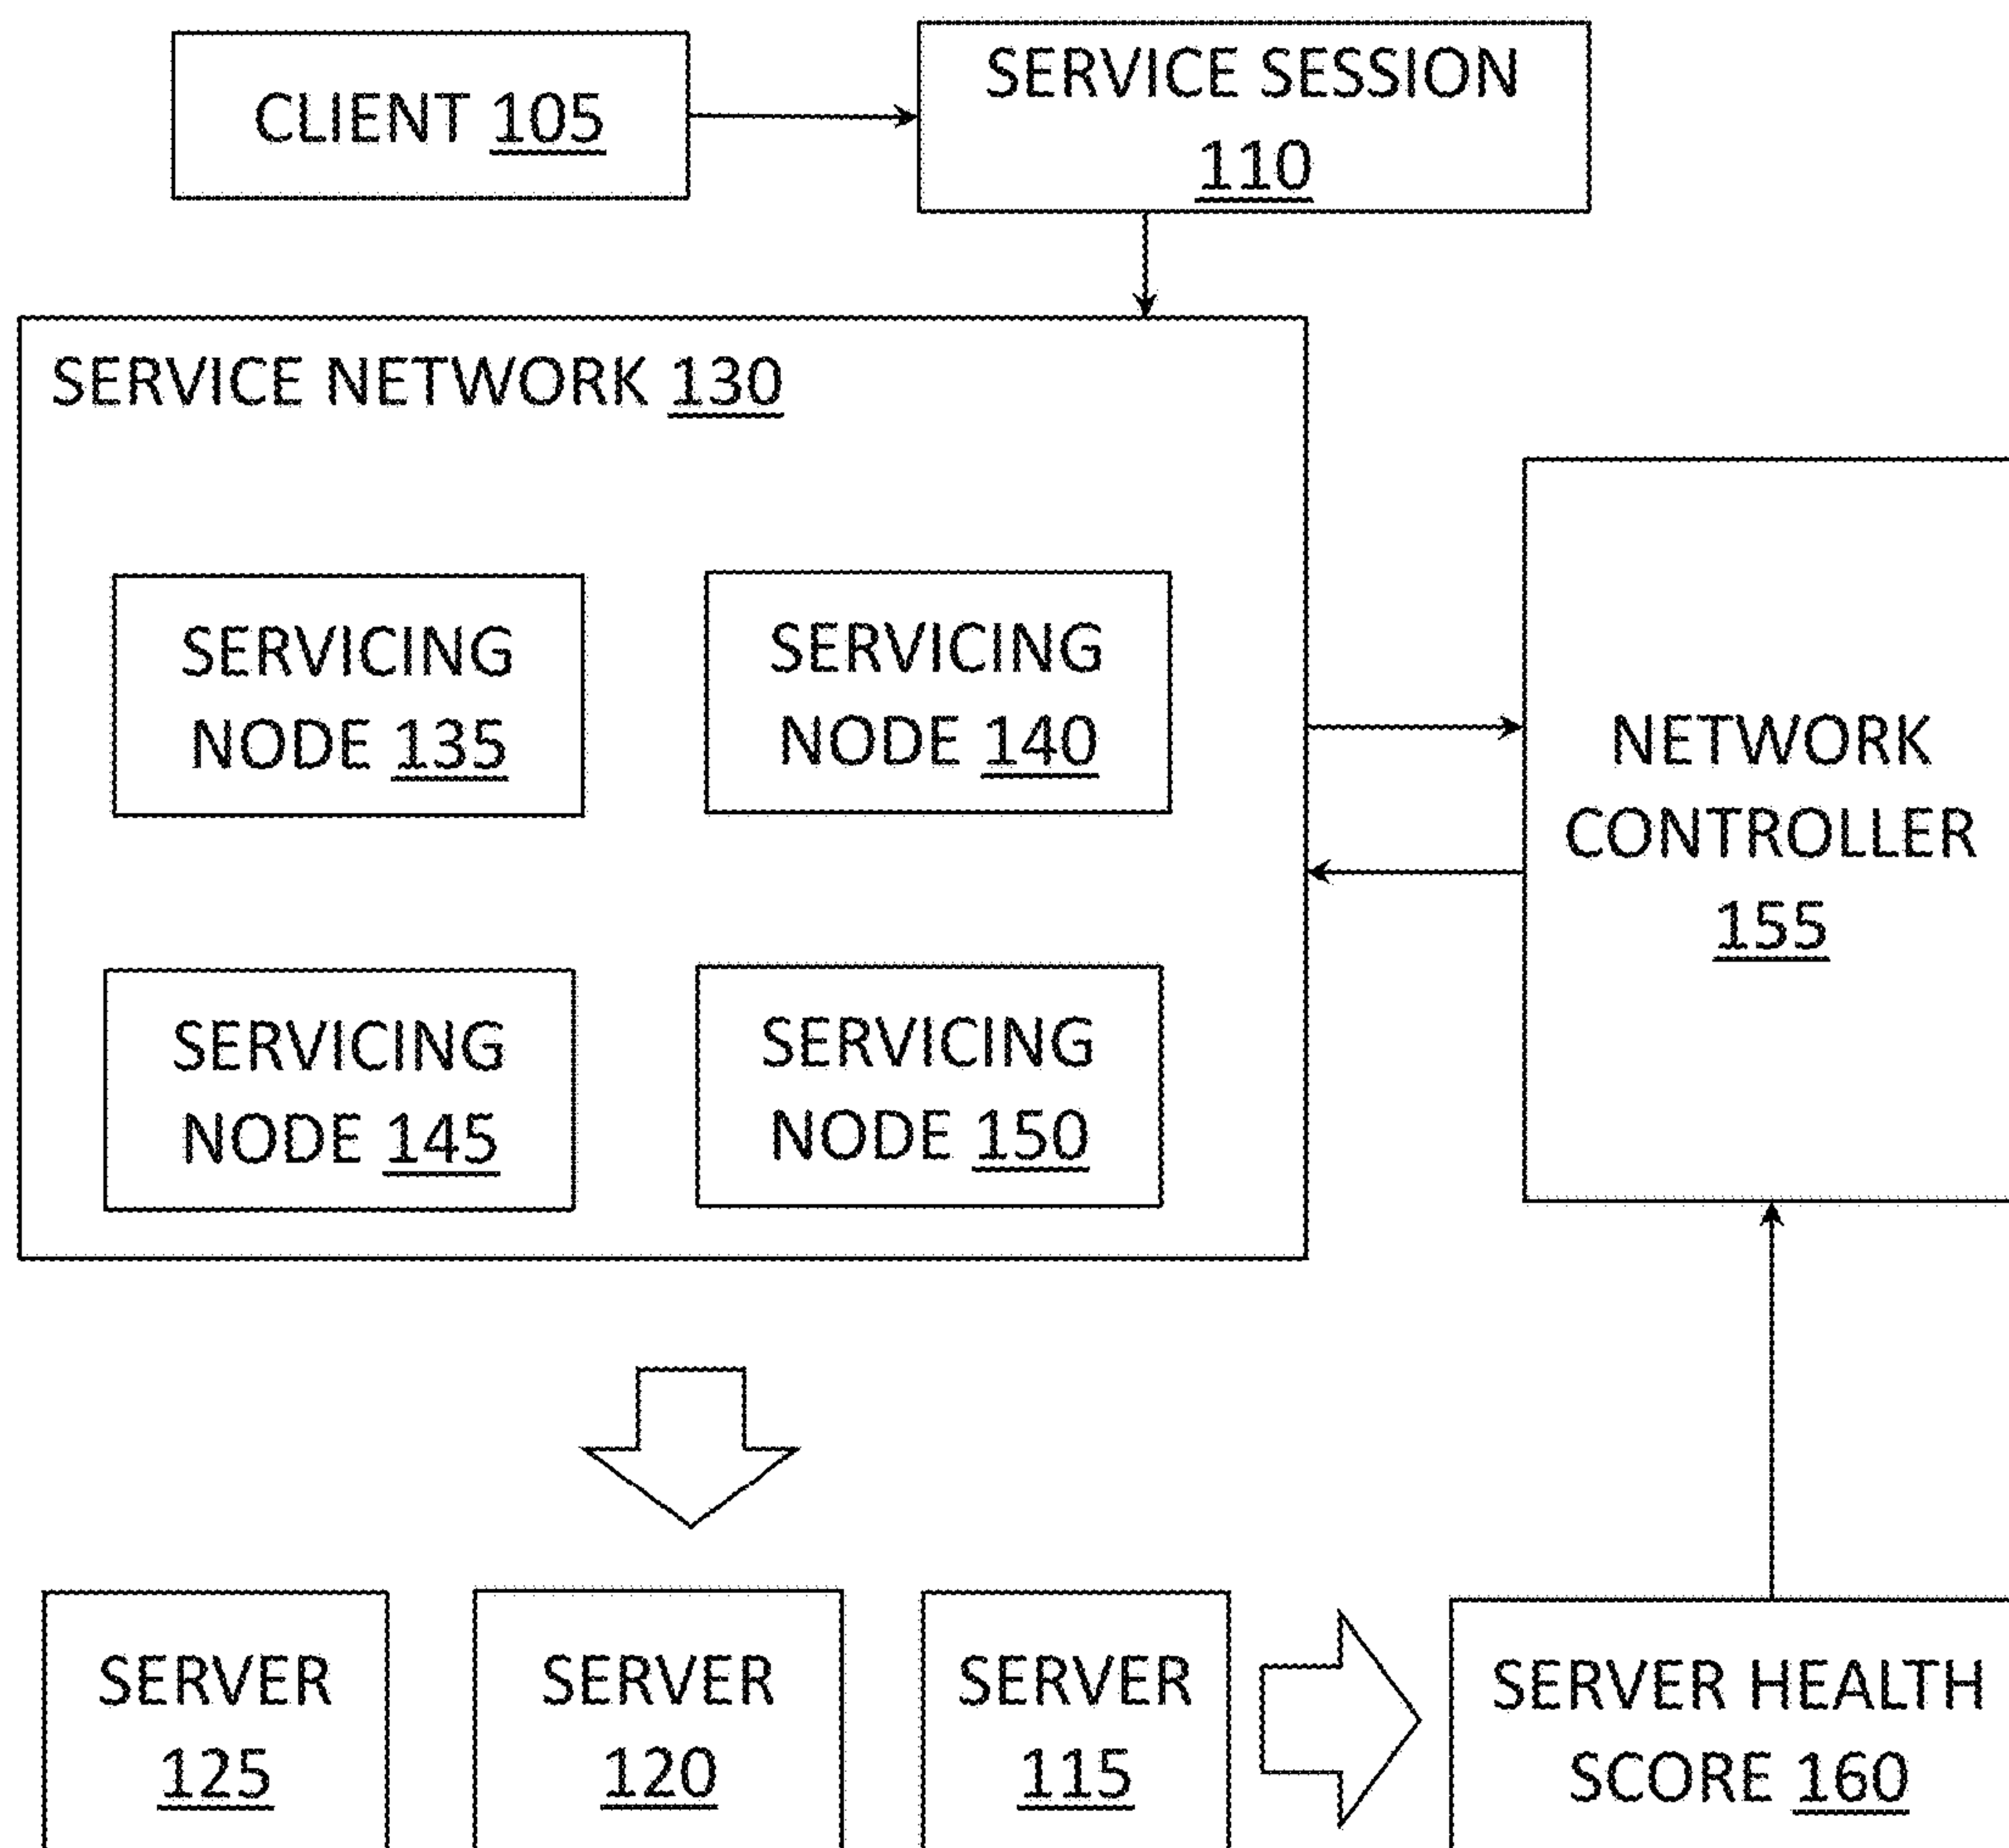 CLIENT 105
SERVICE SESSION
110
SERVICE NETWORK 130
SERVICING
NODE 135
SERVICING
NODE 140
NETWORK
CONTROLLER
155
SERVICING
NODE 145
SERVICING
NODE 150
SERVER
125
SERVER
120
SERVER
115
SERVER HEALTH
SCORE 160